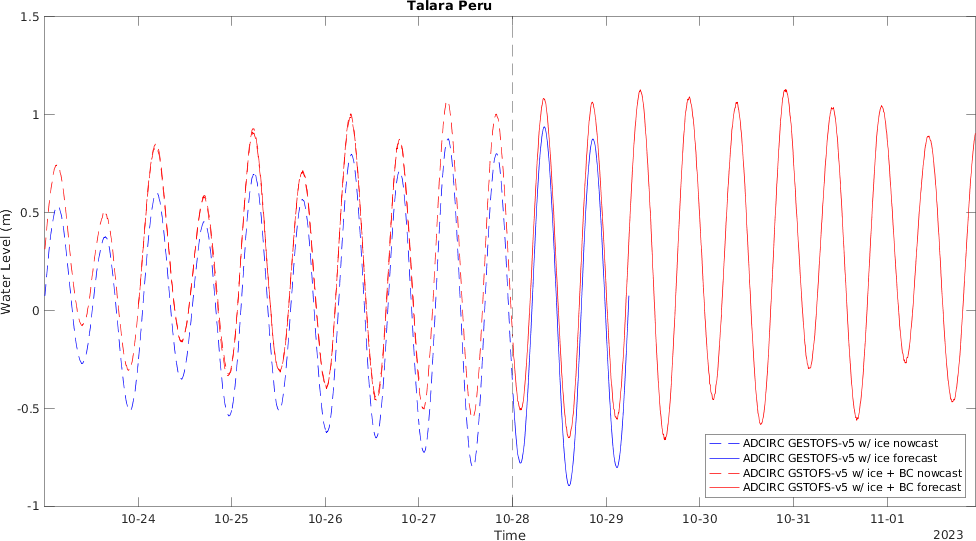 Talara Peru
1.5
1
0.5
0
-0.5
-1
Water Level (m)
ADCIRC GESTOFS-v5 w/ ice nowcast
ADCIRC GESTOFS-v5 w/ ice forecast
ADCIRC GSTOFS-v5 w/ ice + BC nowcast
ADCIRC GSTOFS-v5 w/ ice + BC forecast
10-24 10-25 10-26 10-27 10-28 10-29 10-30 10-31 11-01
Time
2023